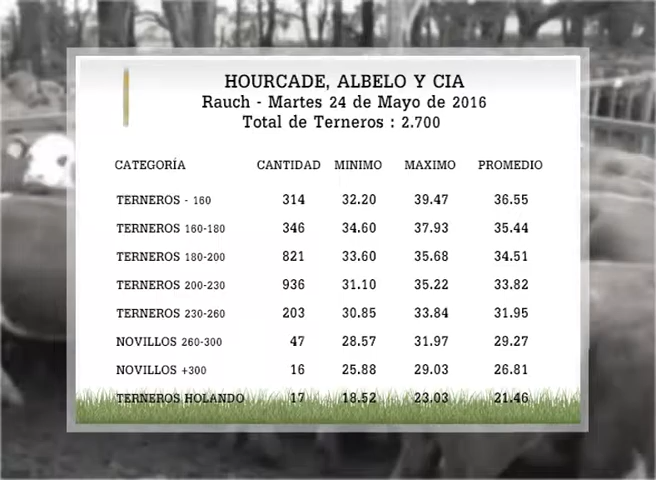 HOURCADE, ALBELO Y CIA
Rauch - Martes 24 de Mayo de 2016
Total de Terneros : 2.700
CATEGORÍA CANTIDAD MINIMO MAXIMO PROMEDIO
TERNEROS - 160 314 32.20 39.47 36.55
TERNEROS 160-180 346 34.60 37.93 35.44
TERNEROS 180-200 821 33.60 35.68 34.51
TERNEROS 200-230 936 31.10 35.22 33.82
TERNEROS 230-260 203 30.85 33.84 31.95
NOVILLOS 260-300 47 28.57 31.97 29.27
NOVILLOS +300 16 25.88 29.03 26.81
TERNEROS HOLANDO 17 18.52 23.03 21.46